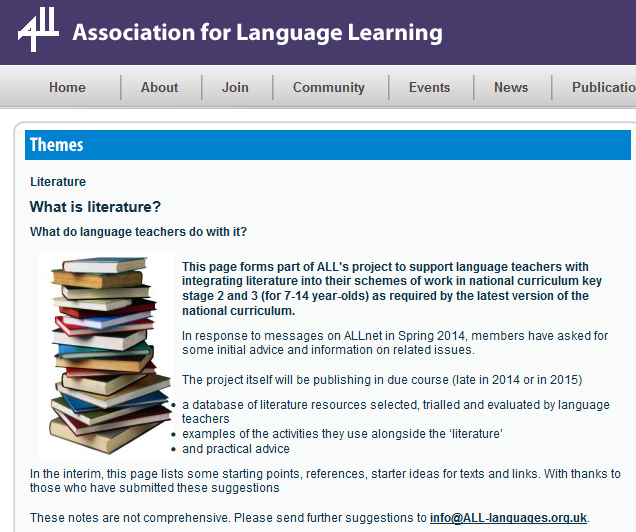 ALL Association for Language Learning
Home About Join Community Events News Publicatio
Themes
Literature
What is literature?
What do language teachers do with it?
This page forms part of ALL's project to support language teachers with
integrating literature into their schemes of work in national curriculum key
stage 2 and 3 (for 7-14 year-olds) as required by the latest version of the
national curriculum.
In response to messages on ALLnet in Spring 2014, members have asked for
some initial advice and information on related issues.
The project itself will be publishing in due course (late in 2014 or in 2015)
• a database of literature resources selected, trialled and evaluated by language
teachers
• examples of the activities they use alongside the ‘literature’
• and practical advice
In the interim, this page lists some starting points, references, starter ideas for texts and links. With thanks to
those who have submitted these suggestions
These notes are not comprehensive. Please send further suggestions to info@ALL-languages.org.uk.